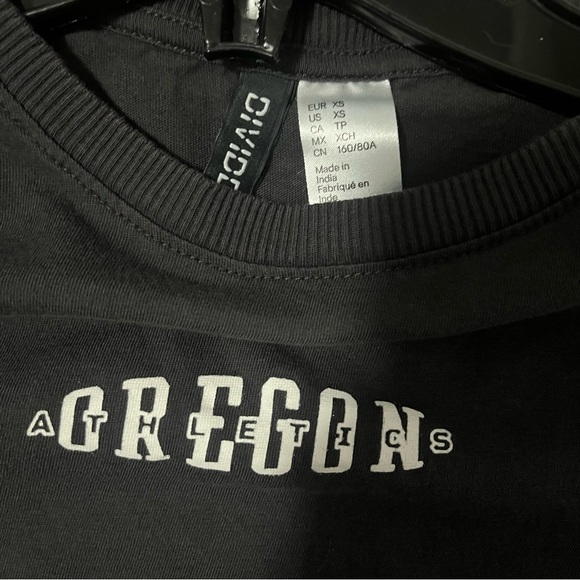 DIVIDE
EUR XS
US XS
CA TP
MX XCH
CN 160/80A
Made in
India
Fabriqué en
Inde
OREGON
ATHLETICS